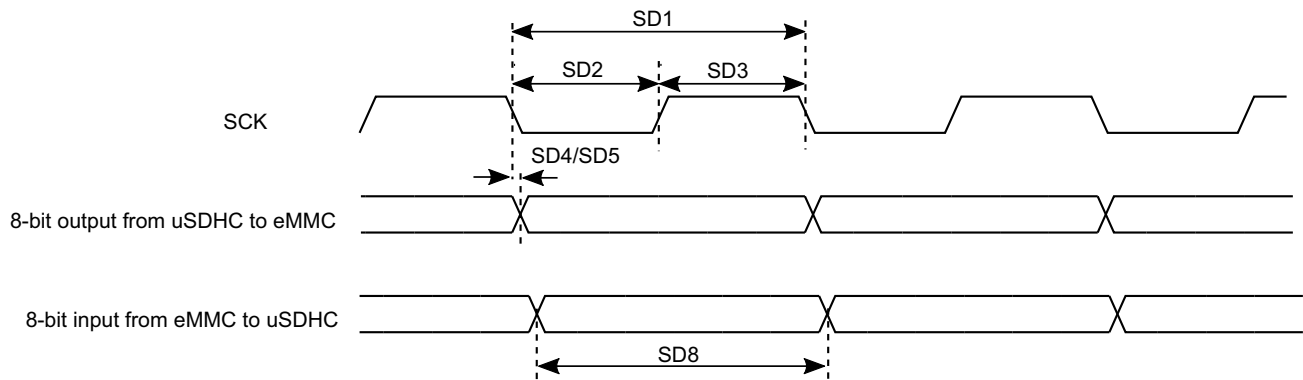 SD1
SD2
SD3
SCK
SD4/SD5
8-bit output from uSDHC to eMMC
8-bit input from eMMC to uSDHC
SD8